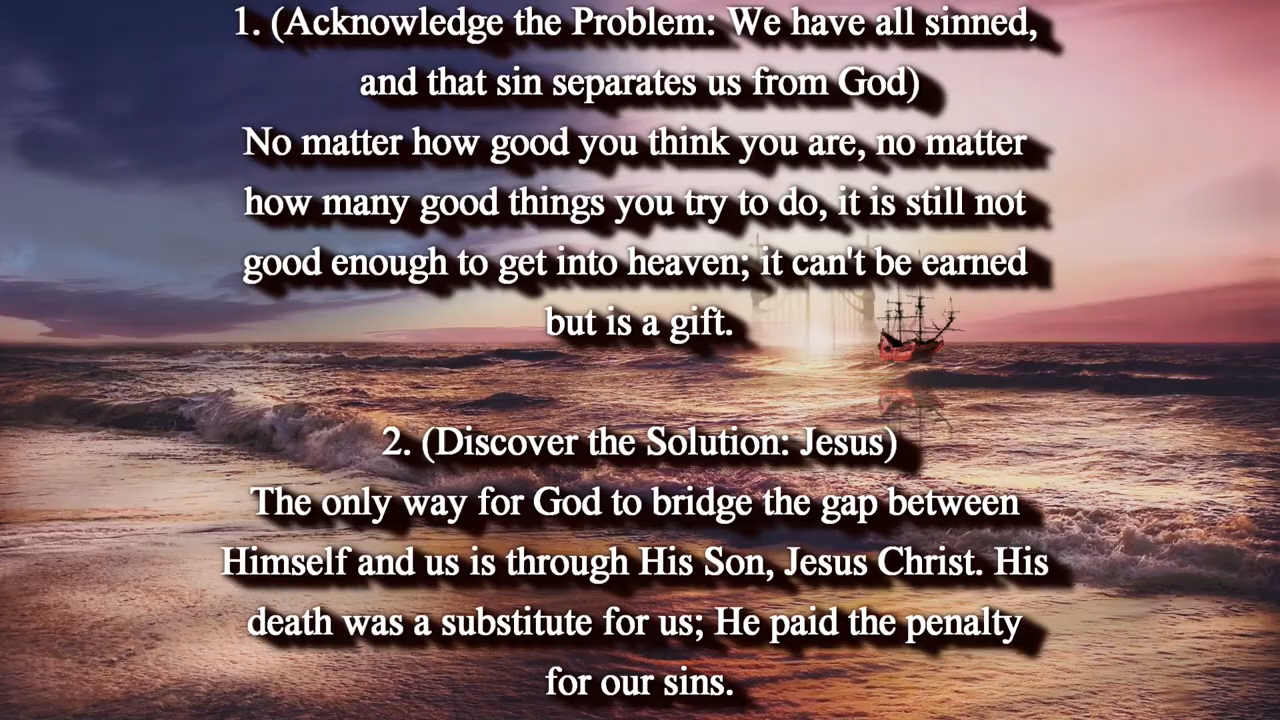 1. (Acknowledge the Problem: We have all sinned,
and that sin separates us from God)
No matter how good you think you are, no matter
how many good things you try to do, it is still not
good enough to get into heaven; it can't be earned
but is a gift.
2. (Discover the Solution: Jesus)
The only way for God to bridge the gap between
Himself and us is through His Son, Jesus Christ. His
death was a substitute for us; He paid the penalty
for our sins.